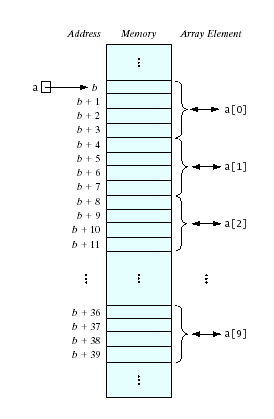 Address Memory Array Element
⋮
a b
b + 1
b + 2 a[0]
b + 3
b + 4
b + 5
b + 6 a[1]
b + 7
b + 8
b + 9
b + 10 a[2]
b + 11
⋮ ⋮ ⋮
b + 36
b + 37
b + 38 a[9]
b + 39
⋮